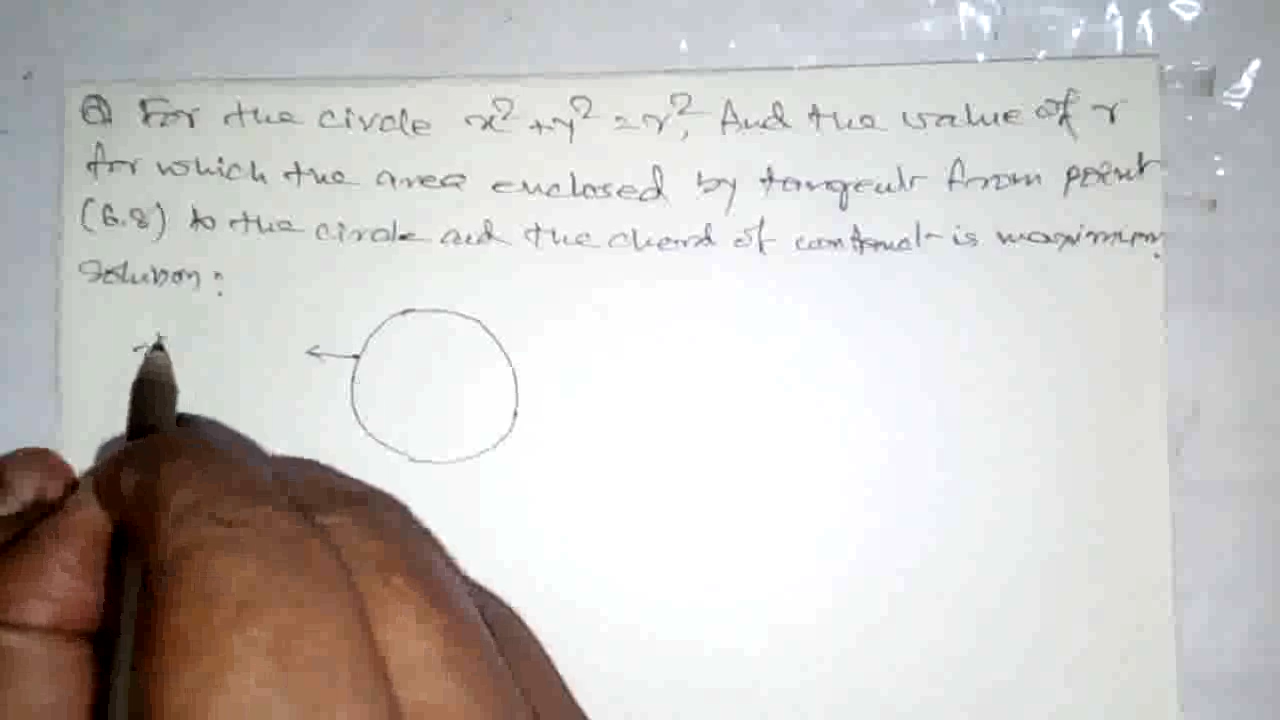 Q For the circle x²+y²=r², find the value of r
for which the area enclosed by tangents from point
(6.8) to the circle and the chord of contact is maximum.
Solution: